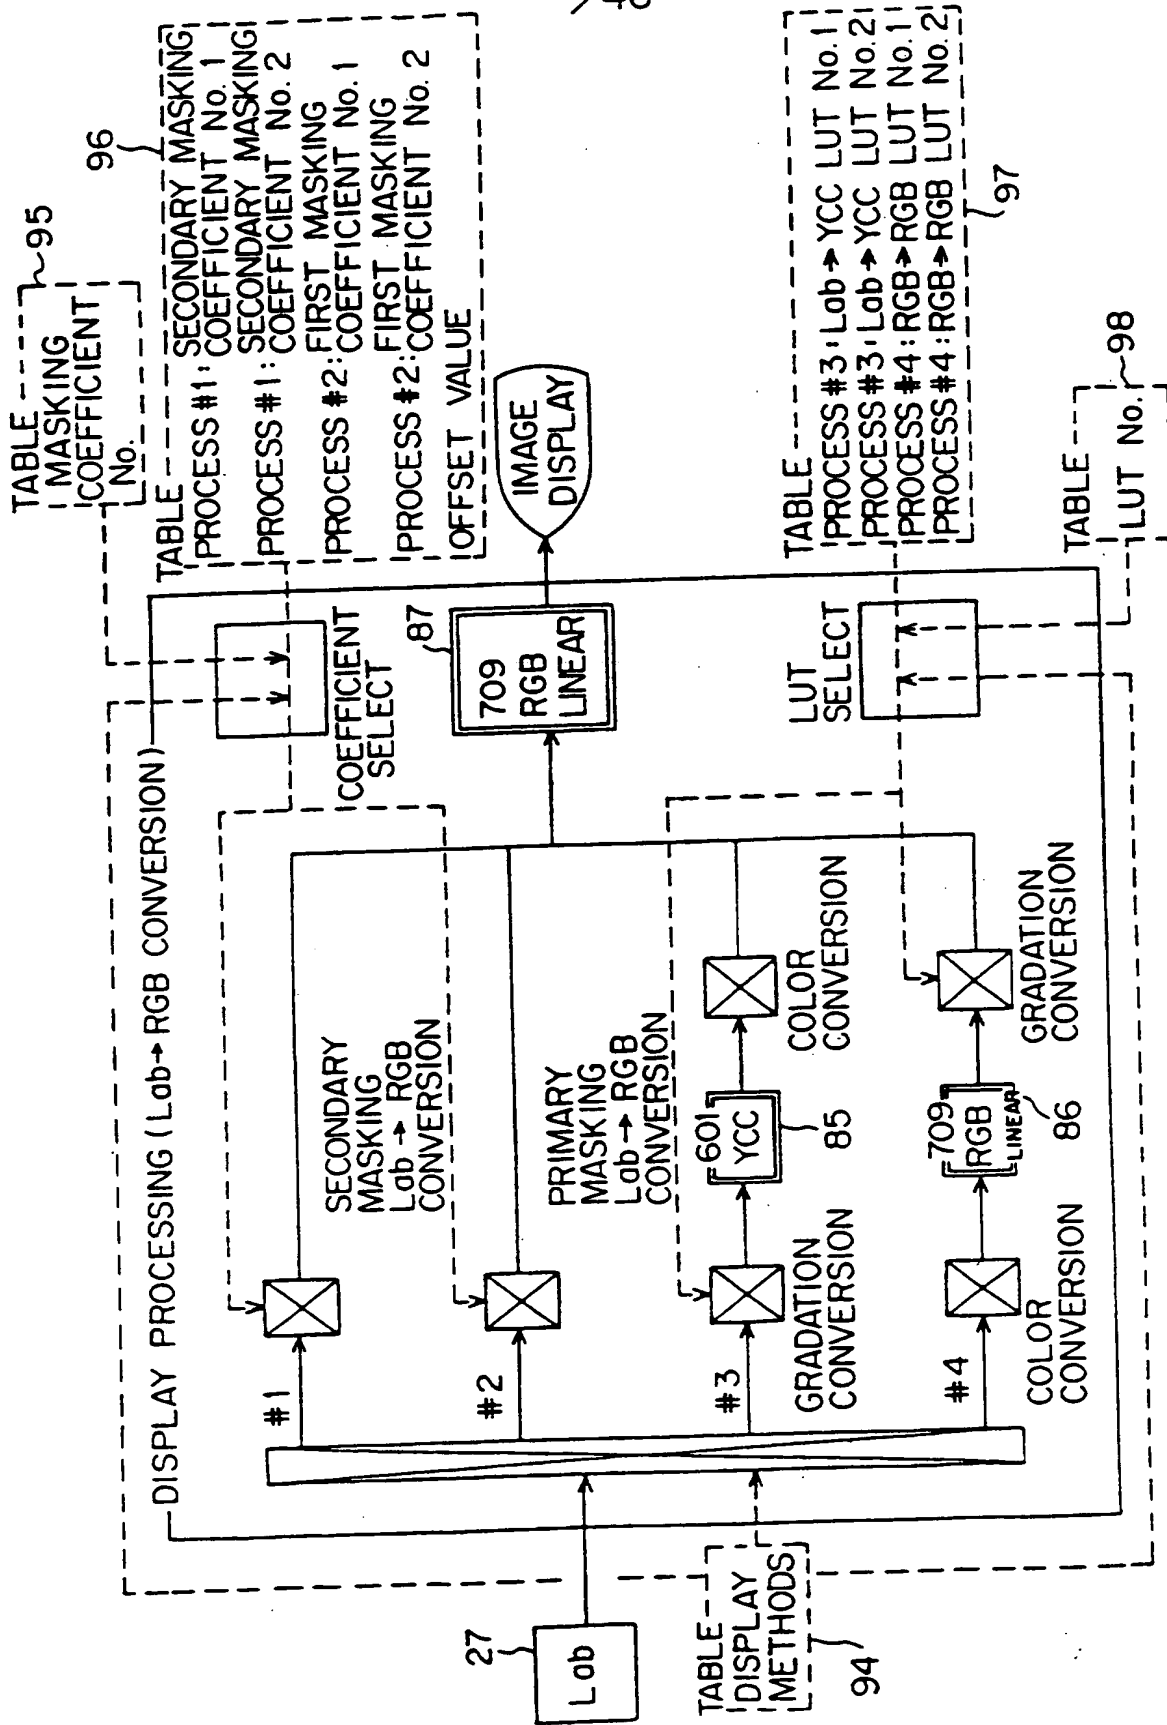 46
TABLE
MASKING
COEFFICIENT
No.
95
96
TABLE
PROCESS #1: SECONDARY MASKING
COEFFICIENT No. 1
PROCESS #1: SECONDARY MASKING
COEFFICIENT No. 2
PROCESS #2: FIRST MASKING
COEFFICIENT No. 1
PROCESS #2: FIRST MASKING
COEFFICIENT No. 2
OFFSET VALUE
DISPLAY PROCESSING (Lab→RGB CONVERSION)
COEFFICIENT
SELECT
#1
SECONDARY
MASKING
Lab→RGB
CONVERSION
#2
PRIMARY
MASKING
Lab→RGB
CONVERSION
27
Lab
TABLE
DISPLAY
METHODS
94
#3
GRADATION
CONVERSION
601
YCC
85
COLOR
CONVERSION
#4
COLOR
CONVERSION
709
RGB
LINEAR
86
GRADATION
CONVERSION
87
709
RGB
LINEAR
IMAGE
DISPLAY
LUT
SELECT
TABLE
PROCESS #3: Lab→YCC LUT No. 1
PROCESS #3: Lab→YCC LUT No. 2
PROCESS #4: RGB→RGB LUT No. 1
PROCESS #4: RGB→RGB LUT No. 2
97
TABLE
LUT No.
98